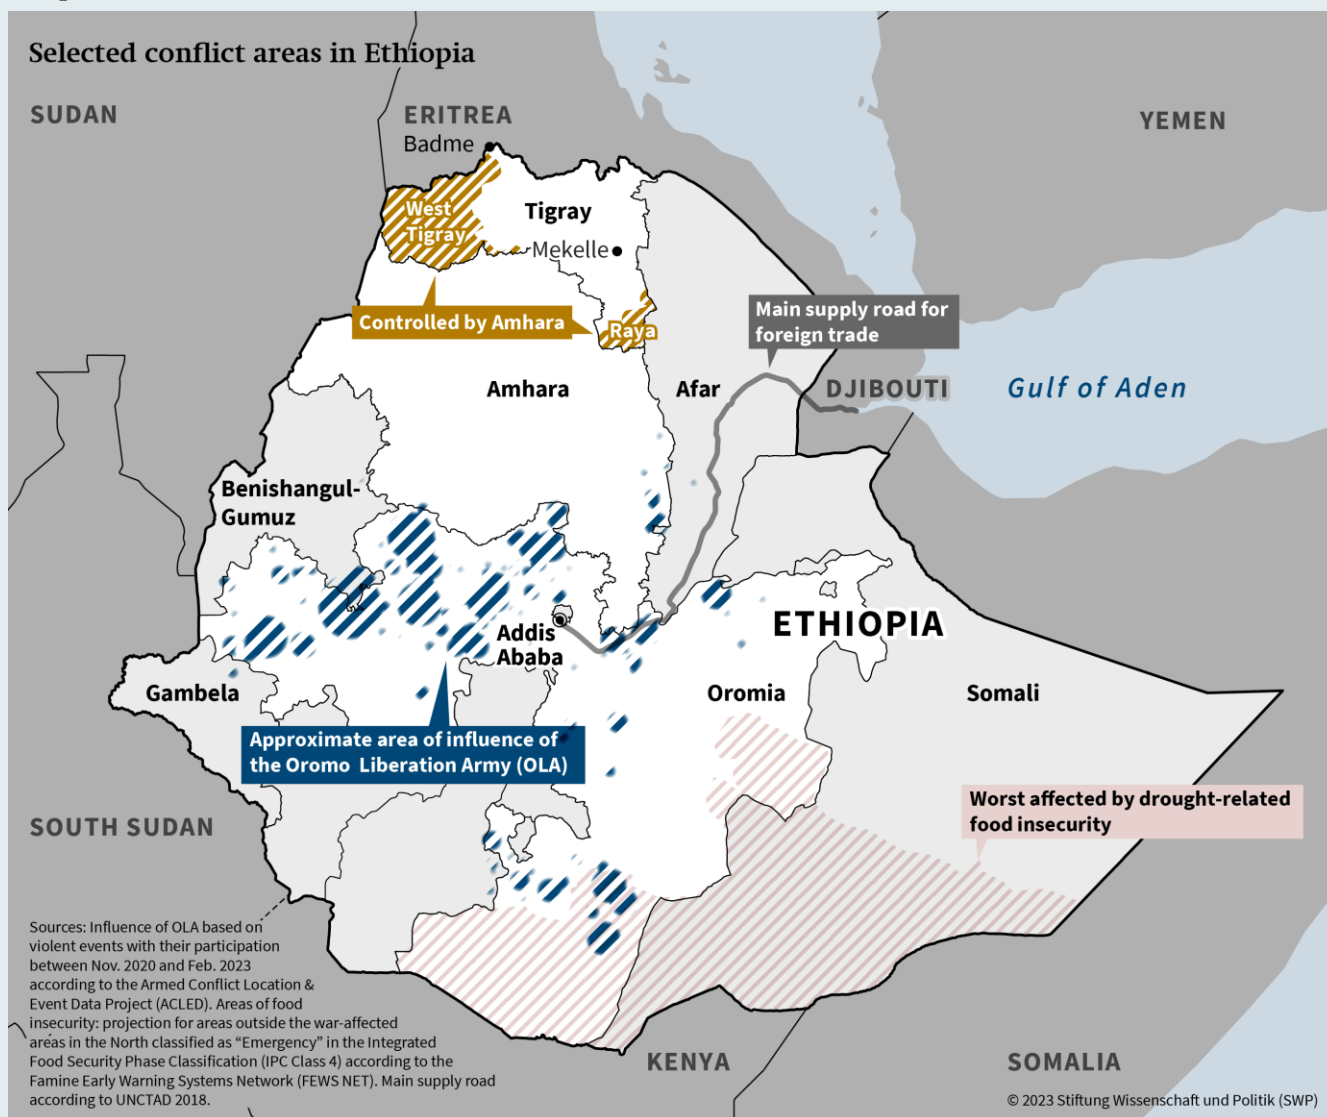 Selected conflict areas in Ethiopia
SUDAN
ERITREA
YEMEN
Badme
West
Tigray
Tigray
Mekelle
Controlled by Amhara
Raya
Main supply road for
foreign trade
Amhara
Afar
DJIBOUTI
Gulf of Aden
Benishangul-
Gumuz
Addis
Ababa
ETHIOPIA
Gambela
Oromia
Somali
Approximate area of influence of
the Oromo Liberation Army (OLA)
Worst affected by drought-related
food insecurity
SOUTH SUDAN
Sources: Influence of OLA based on
violent events with their participation
between Nov. 2020 and Feb. 2023
according to the Armed Conflict Location &
Event Data Project (ACLED). Areas of food
insecurity: projection for areas outside the war-affected
areas in the North classified as “Emergency” in the Integrated
Food Security Phase Classification (IPC Class 4) according to the
Famine Early Warning Systems Network (FEWS NET). Main supply road
according to UNCTAD 2018.
KENYA
SOMALIA
© 2023 Stiftung Wissenschaft und Politik (SWP)